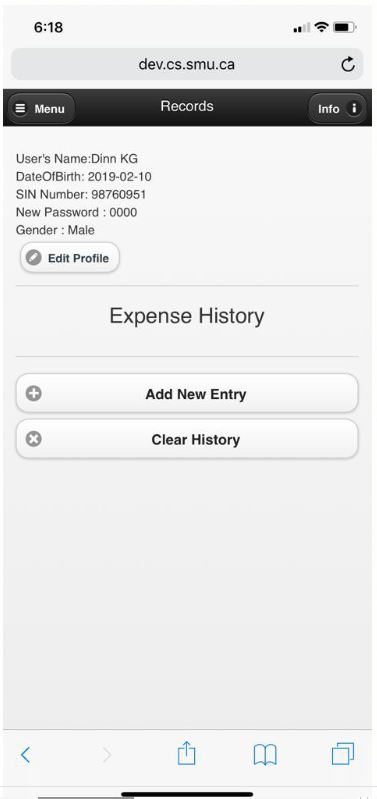 6:18
dev.cs.smu.ca
Menu
Records
Info i
User's Name:Dinn KG
DateOfBirth: 2019-02-10
SIN Number: 98760951
New Password : 0000
Gender : Male
Edit Profile
Expense History
Add New Entry
Clear History